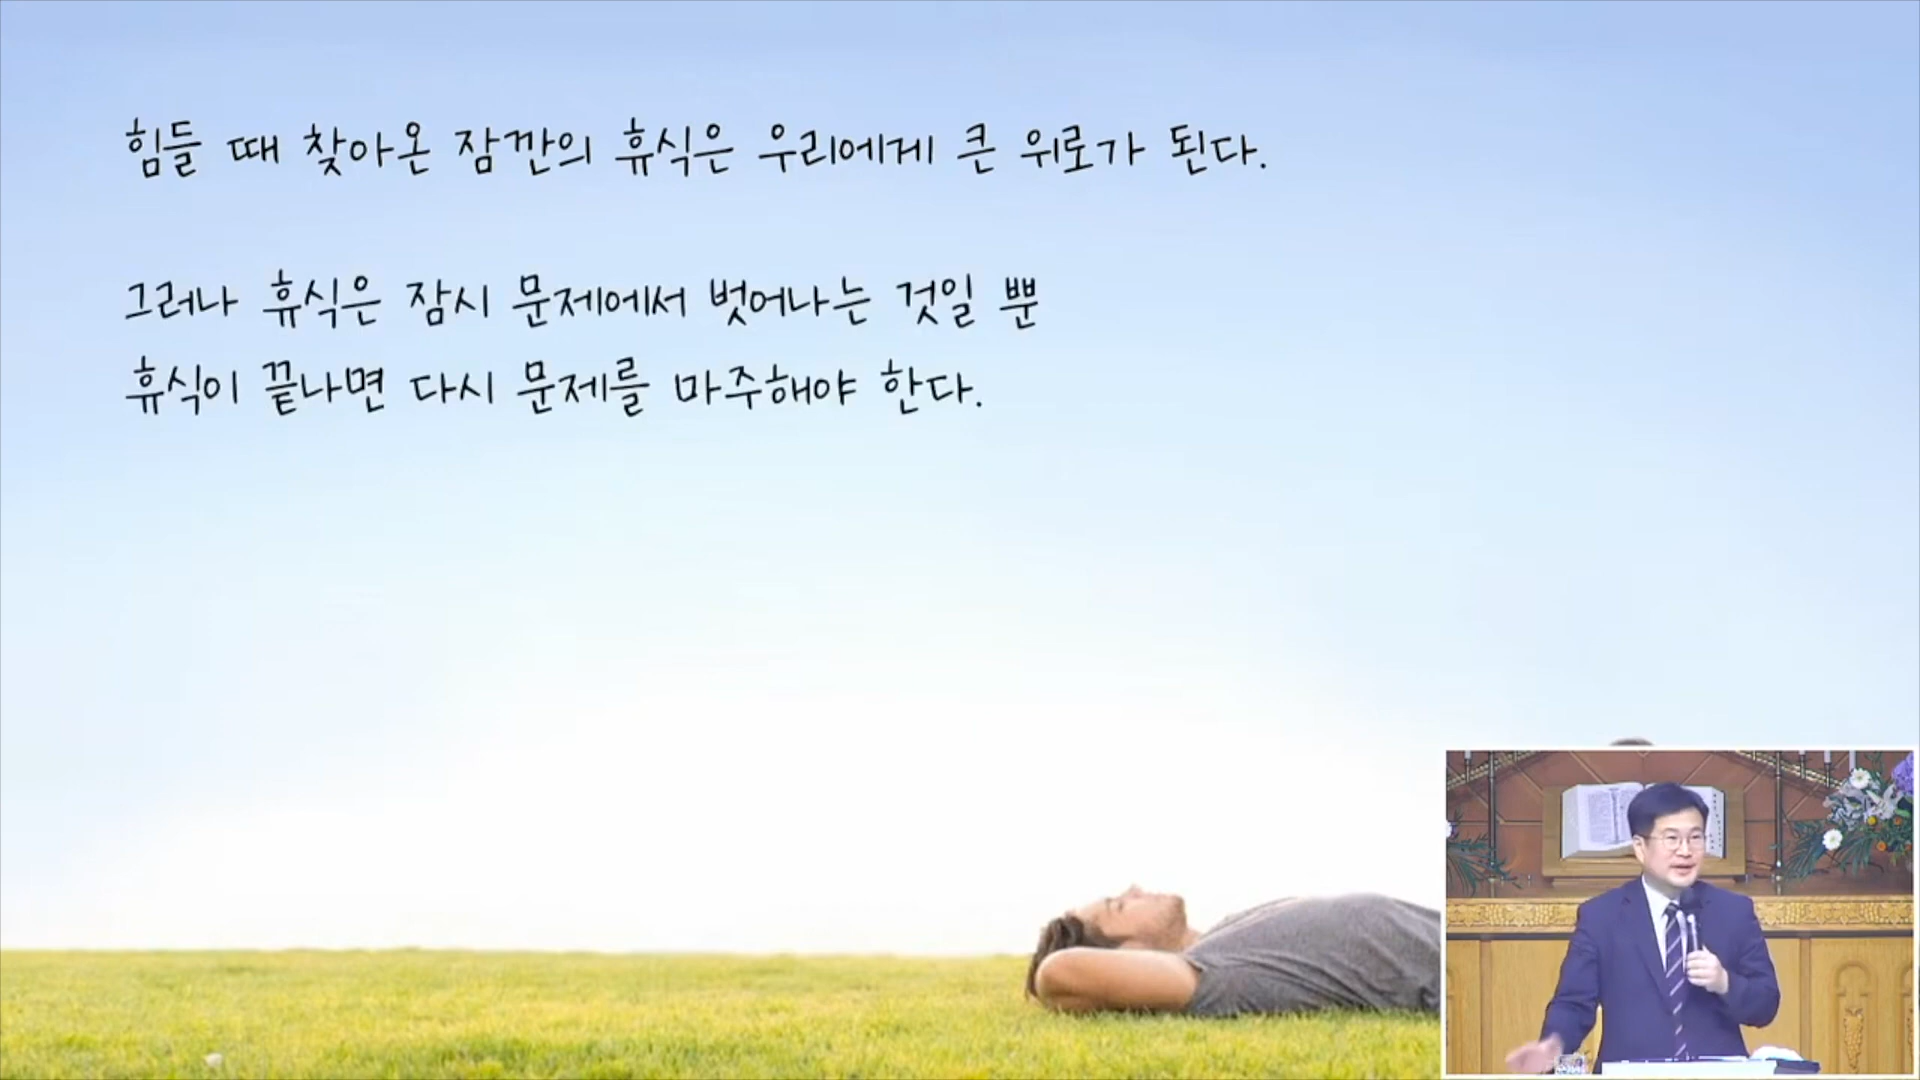 힘들 때 찾아온 잠깐의 휴식은 우리에게 큰 위로가 된다.
그러나 휴식은 잠시 문제에서 벗어나는 것일 뿐
휴식이 끝나면 다시 문제를 마주해야 한다.